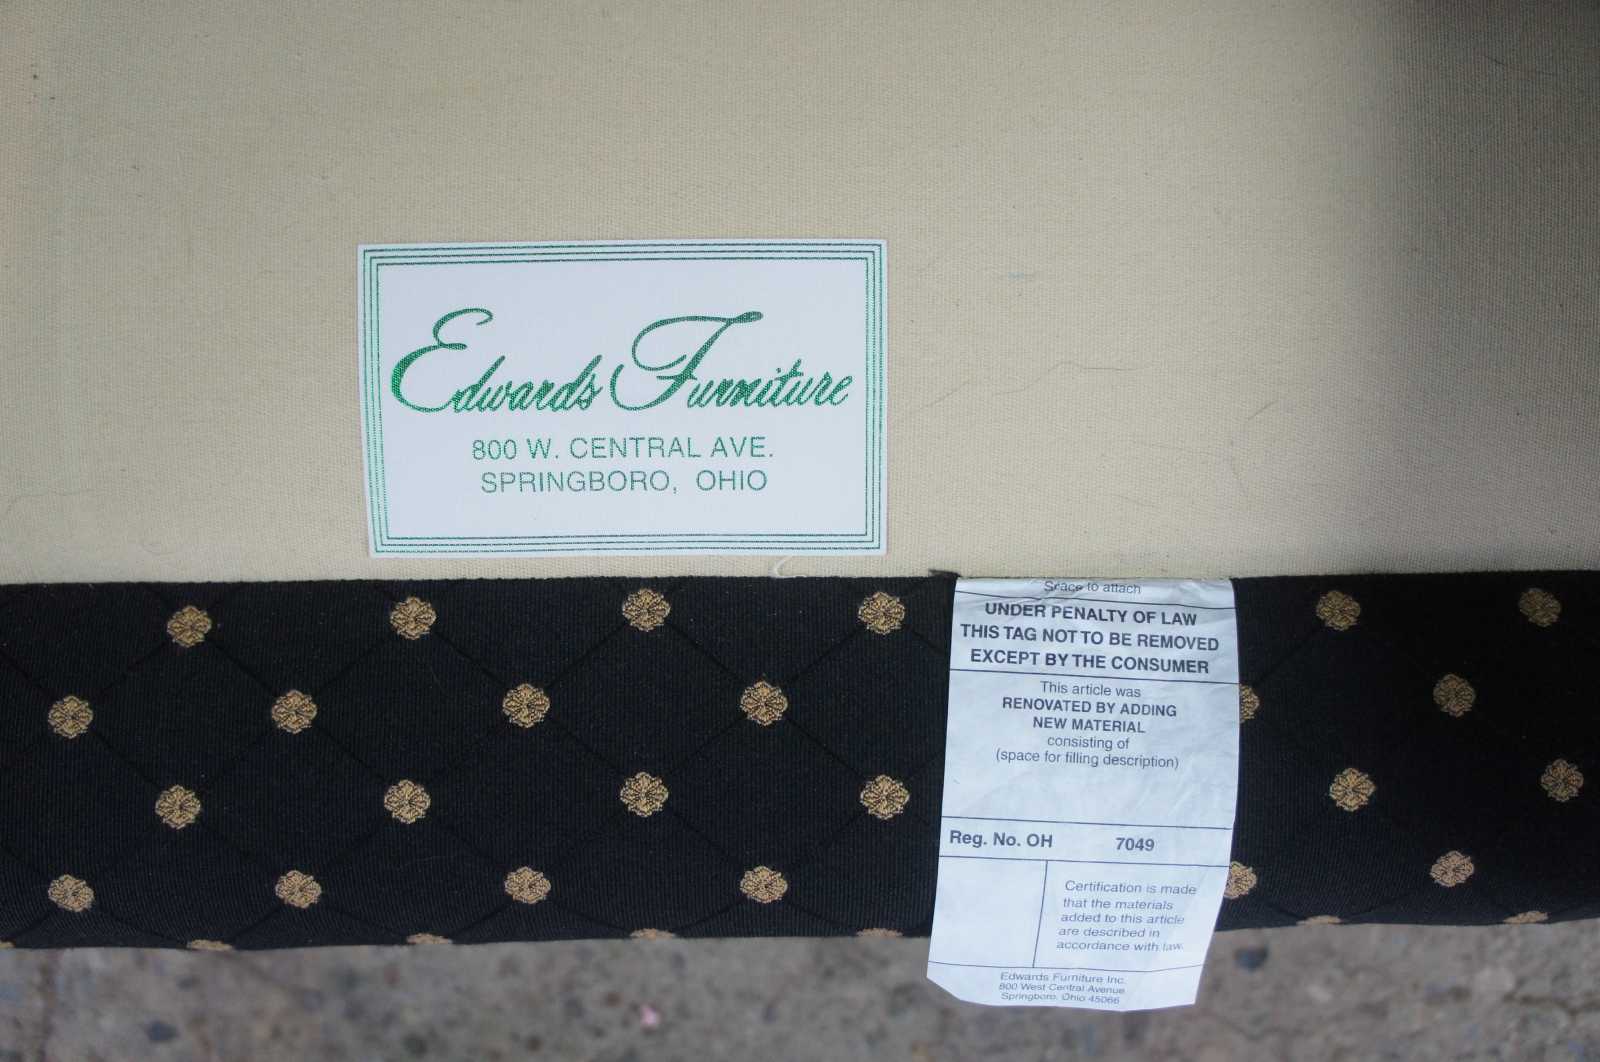 Edwards Furniture
800 W. CENTRAL AVE.
SPRINGBORO, OHIO
Space to attach
UNDER PENALTY OF LAW
THIS TAG NOT TO BE REMOVED
EXCEPT BY THE CONSUMER
This article was
RENOVATED BY ADDING
NEW MATERIAL
consisting of
(space for filling description)
Reg. No. OH 7049
Certification is made
that the materials
added to this article
are described in
accordance with law.
Edwards Furniture Inc.
800 West Central Avenue
Springboro, Ohio 45066